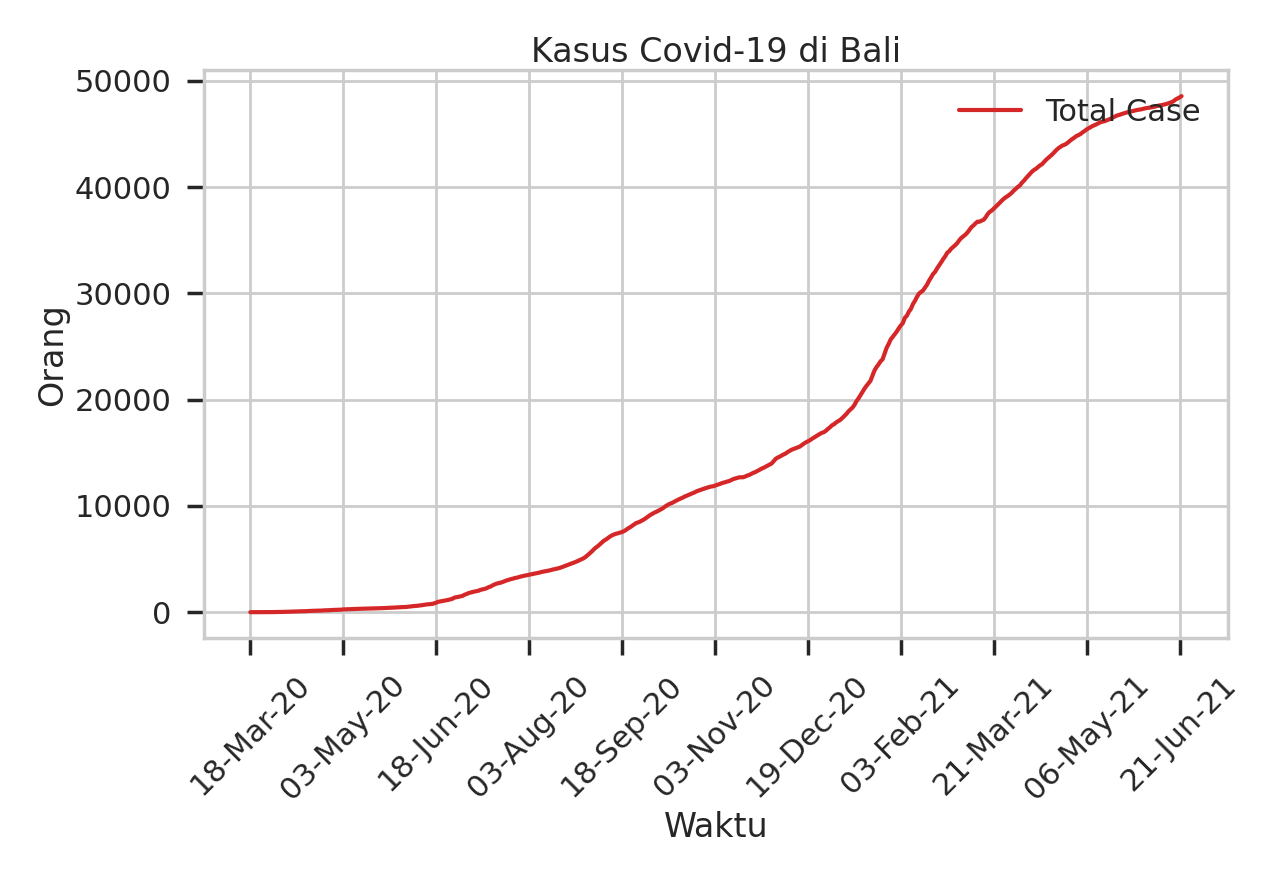 Kasus Covid-19 di Bali
Total Case
50000
40000
30000
20000
10000
0
Orang
18-Mar-20
03-May-20
18-Jun-20
03-Aug-20
18-Sep-20
03-Nov-20
19-Dec-20
03-Feb-21
21-Mar-21
06-May-21
21-Jun-21
Waktu